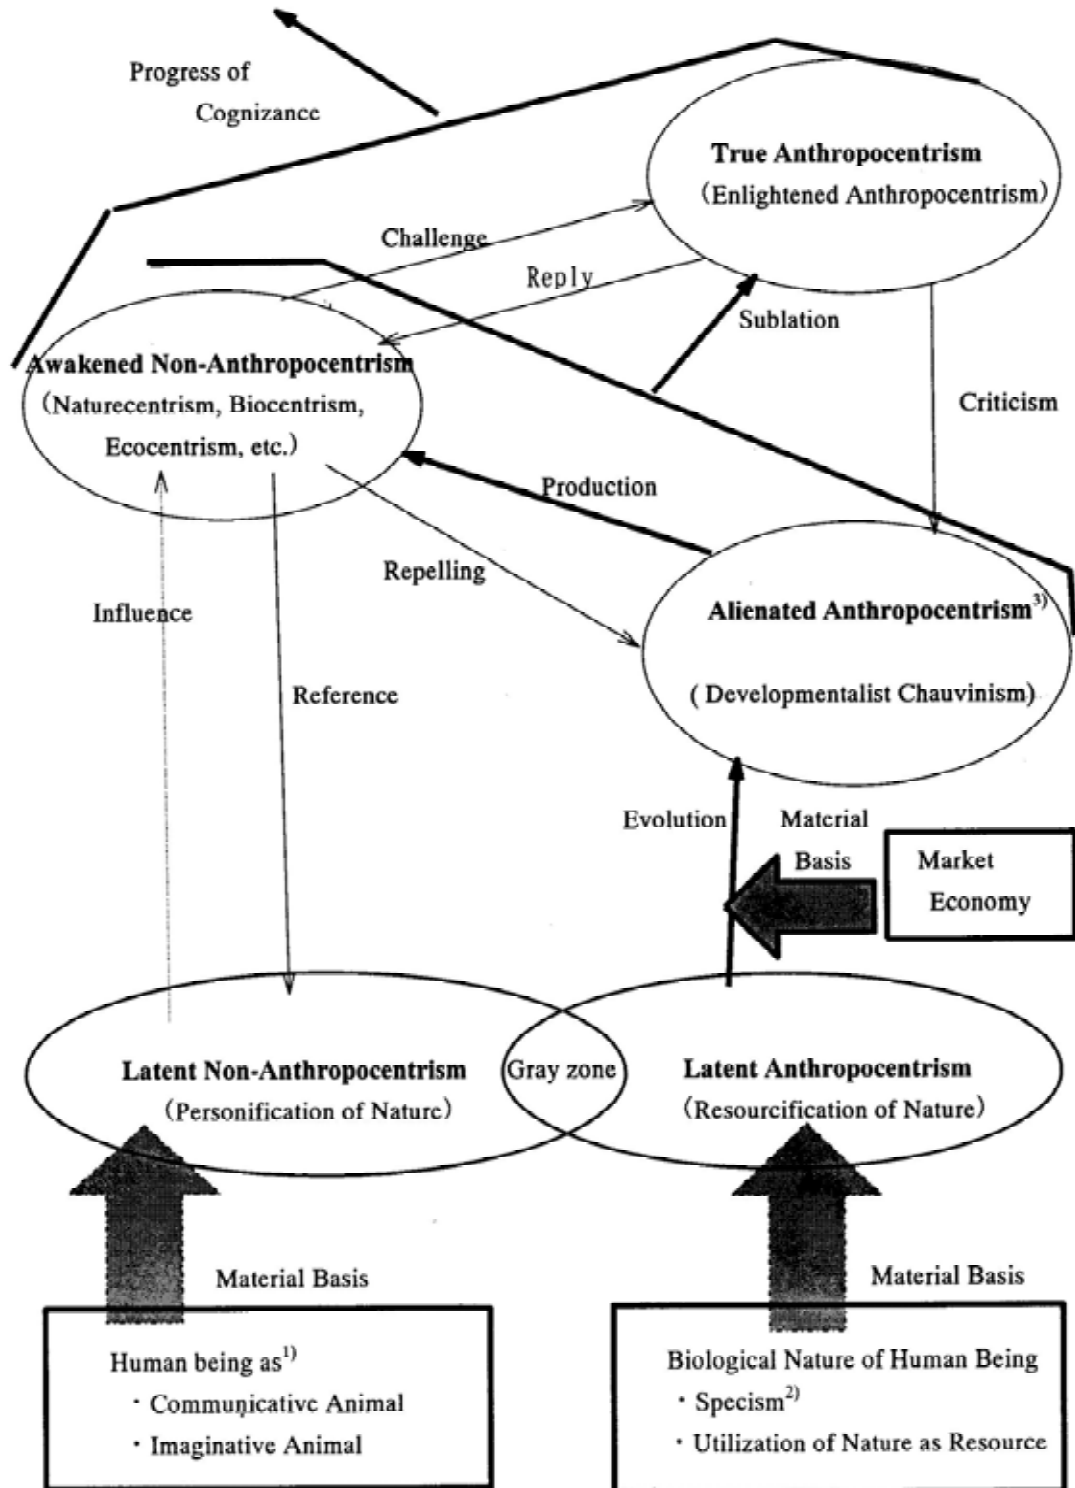 Progress of
Cognizance
True Anthropocentrism
(Enlightened Anthropocentrism)
Challenge
Reply
Sublation
Awakened Non-Anthropocentrism
(Naturecentrism, Biocentrism,
Ecocentrism, etc.)
Criticism
Production
Repelling
Influence
Alienated Anthropocentrism3)
Reference
( Developmentalist Chauvinism)
Evolution
Material
Basis
Market
Economy
Latent Non-Anthropocentrism
(Personification of Nature)
Gray zone
Latent Anthropocentrism
(Resourcification of Nature)
Material Basis
Material Basis
Human being as1)
・Communicative Animal
・Imaginative Animal
Biological Nature of Human Being
・Specism2)
・Utilization of Nature as Resource